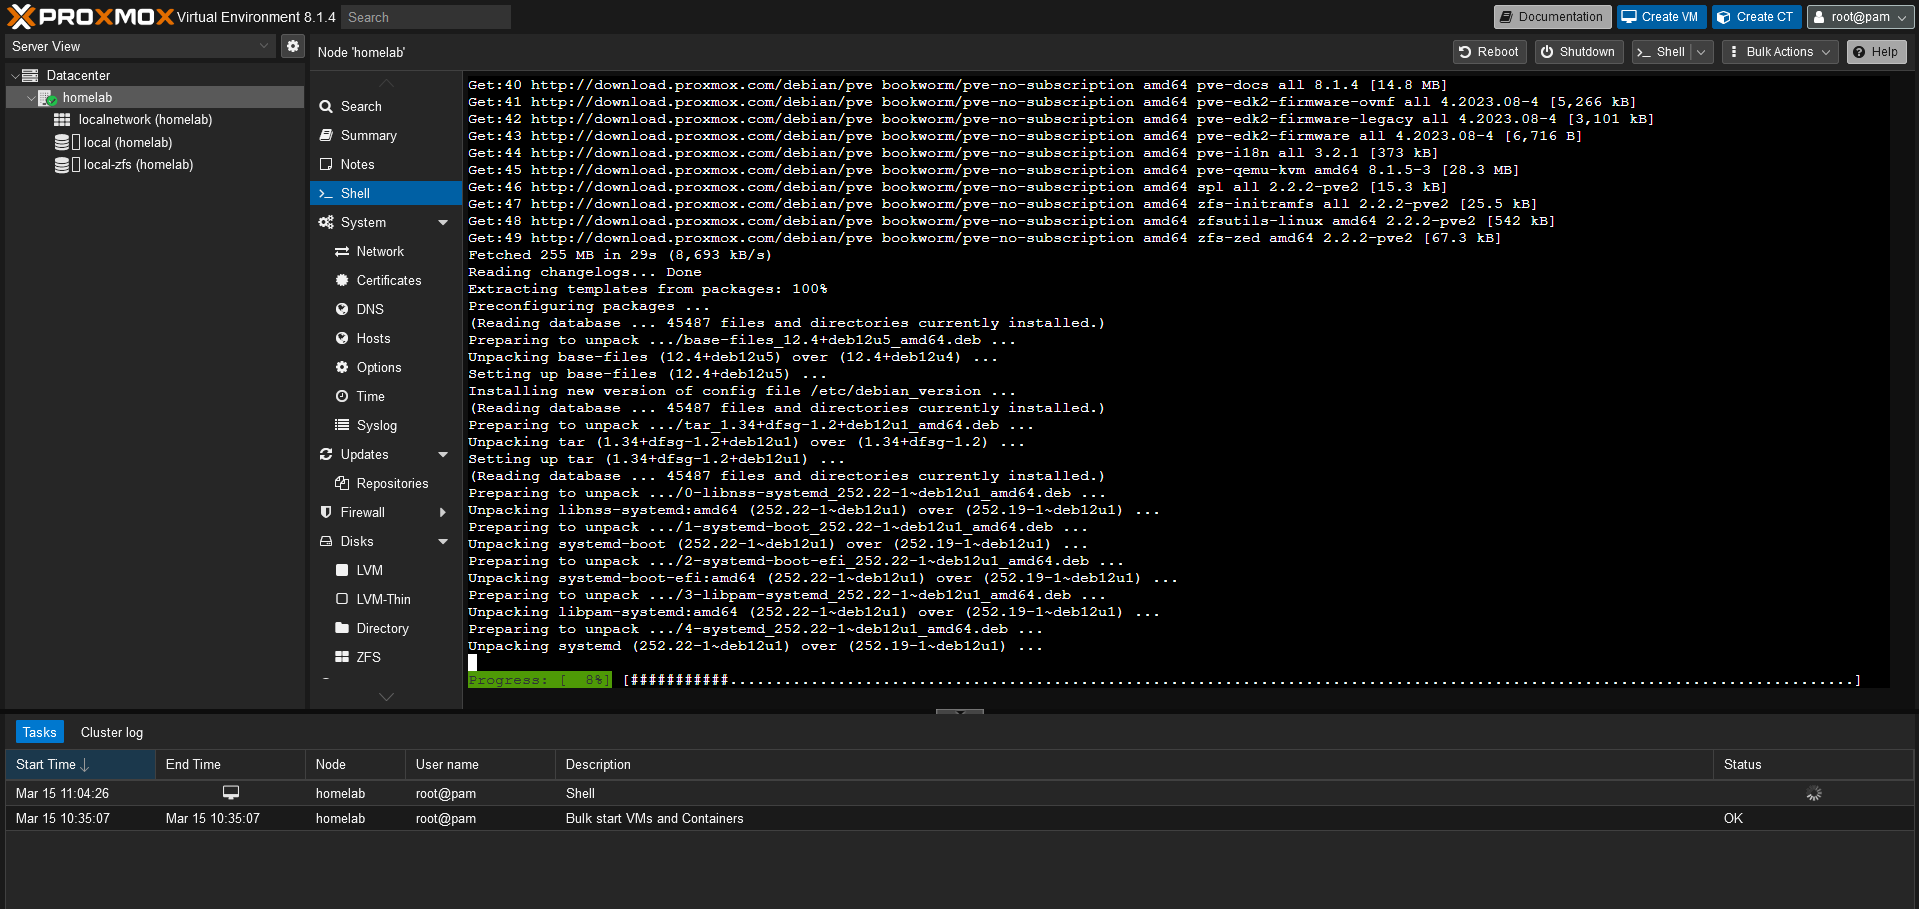 PROXMOX Virtual Environment 8.1.4 Search Documentation Create VM Create CT root@pam
Server View
Node 'homelab' Reboot Shutdown Shell Bulk Actions Help
Datacenter
homelab
localnetwork (homelab)
local (homelab)
local-zfs (homelab)
Search
Summary
Notes
Shell
System
Network
Certificates
DNS
Hosts
Options
Time
Syslog
Updates
Repositories
Firewall
Disks
LVM
LVM-Thin
Directory
ZFS
Get:40 http://download.proxmox.com/debian/pve bookworm/pve-no-subscription amd64 pve-docs all 8.1.4 [14.8 MB]
Get:41 http://download.proxmox.com/debian/pve bookworm/pve-no-subscription amd64 pve-edk2-firmware-ovmf all 4.2023.08-4 [5,266 kB]
Get:42 http://download.proxmox.com/debian/pve bookworm/pve-no-subscription amd64 pve-edk2-firmware-legacy all 4.2023.08-4 [3,101 kB]
Get:43 http://download.proxmox.com/debian/pve bookworm/pve-no-subscription amd64 pve-edk2-firmware all 4.2023.08-4 [6,716 B]
Get:44 http://download.proxmox.com/debian/pve bookworm/pve-no-subscription amd64 pve-i18n all 3.2.1 [373 kB]
Get:45 http://download.proxmox.com/debian/pve bookworm/pve-no-subscription amd64 pve-qemu-kvm amd64 8.1.5-3 [28.3 MB]
Get:46 http://download.proxmox.com/debian/pve bookworm/pve-no-subscription amd64 spl all 2.2.2-pve2 [15.3 kB]
Get:47 http://download.proxmox.com/debian/pve bookworm/pve-no-subscription amd64 zfs-initramfs all 2.2.2-pve2 [25.5 kB]
Get:48 http://download.proxmox.com/debian/pve bookworm/pve-no-subscription amd64 zfsutils-linux amd64 2.2.2-pve2 [542 kB]
Get:49 http://download.proxmox.com/debian/pve bookworm/pve-no-subscription amd64 zfs-zed amd64 2.2.2-pve2 [67.3 kB]
Fetched 255 MB in 29s (8,693 kB/s)
Reading changelogs... Done
Extracting templates from packages: 100%
Preconfiguring packages ...
(Reading database ... 45487 files and directories currently installed.)
Preparing to unpack .../base-files_12.4+deb12u5_amd64.deb ...
Unpacking base-files (12.4+deb12u5) over (12.4+deb12u4) ...
Setting up base-files (12.4+deb12u5) ...
Installing new version of config file /etc/debian_version ...
(Reading database ... 45487 files and directories currently installed.)
Preparing to unpack .../tar_1.34+dfsg-1.2+deb12u1_amd64.deb ...
Unpacking tar (1.34+dfsg-1.2+deb12u1) over (1.34+dfsg-1.2) ...
Setting up tar (1.34+dfsg-1.2+deb12u1) ...
(Reading database ... 45487 files and directories currently installed.)
Preparing to unpack .../0-libnss-systemd_252.22-1~deb12u1_amd64.deb ...
Unpacking libnss-systemd:amd64 (252.22-1~deb12u1) over (252.19-1~deb12u1) ...
Preparing to unpack .../1-systemd-boot_252.22-1~deb12u1_amd64.deb ...
Unpacking systemd-boot (252.22-1~deb12u1) over (252.19-1~deb12u1) ...
Preparing to unpack .../2-systemd-boot-efi_252.22-1~deb12u1_amd64.deb ...
Unpacking systemd-boot-efi:amd64 (252.22-1~deb12u1) over (252.19-1~deb12u1) ...
Preparing to unpack .../3-libpam-systemd_252.22-1~deb12u1_amd64.deb ...
Unpacking libpam-systemd:amd64 (252.22-1~deb12u1) over (252.19-1~deb12u1) ...
Preparing to unpack .../4-systemd_252.22-1~deb12u1_amd64.deb ...
Unpacking systemd (252.22-1~deb12u1) over (252.19-1~deb12u1) ...
Progress: [  8%] [###########.............................................................................................................................]
Tasks Cluster log
Start Time End Time Node User name Description Status
Mar 15 11:04:26 homelab root@pam Shell
Mar 15 10:35:07 Mar 15 10:35:07 homelab root@pam Bulk start VMs and Containers OK